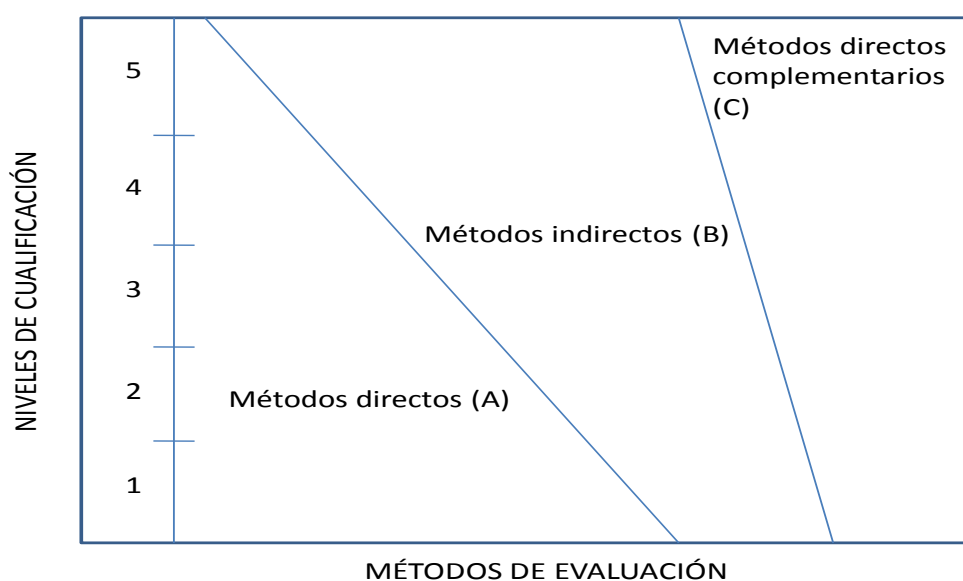 NIVELES DE CUALIFICACIÓN
5
4
3
2
1
Métodos directos
complementarios
(C)
Métodos indirectos (B)
Métodos directos (A)
MÉTODOS DE EVALUACIÓN